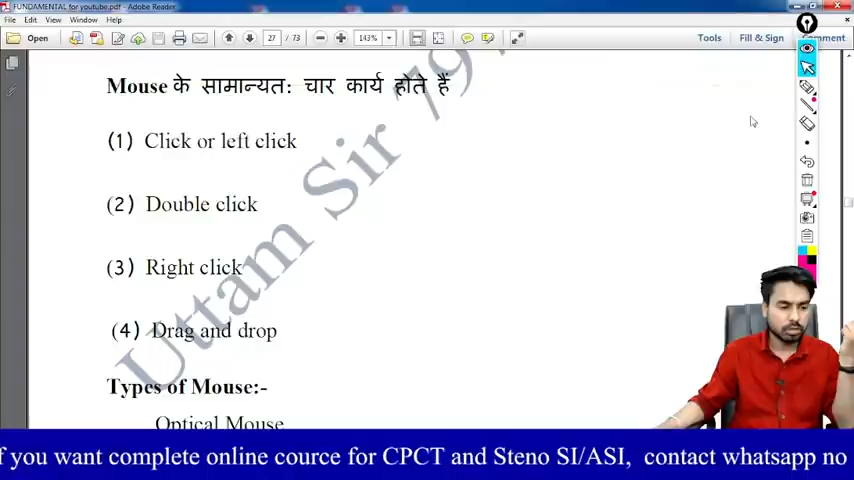 FUNDAMENTAL for youtube.pdf - Adobe Reader
File Edit View Window Help
Open 27 / 73 143% Tools Fill & Sign Comment
Mouse के सामान्यत: चार कार्य होते हैं
(1) Click or left click
(2) Double click
(3) Right click
(4) Drag and drop
Types of Mouse:-
Optical Mouse
Uttam Sir 797
f you want complete online cource for CPCT and Steno SI/ASI, contact whatsapp no